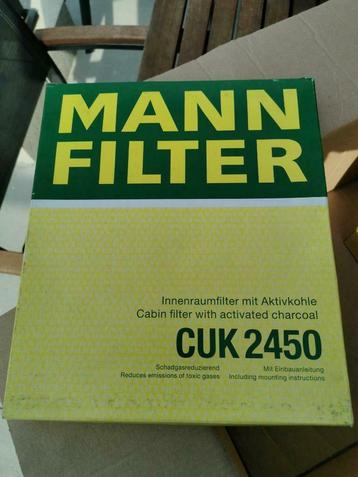 MANN
FILTER
Innenraumfilter mit Aktivkohle
Cabin filter with activated charcoal
CUK 2450
Schadgasreduzierend
Reduces emissions of toxic gases
Mit Einbauanleitung
Including mounting instructions